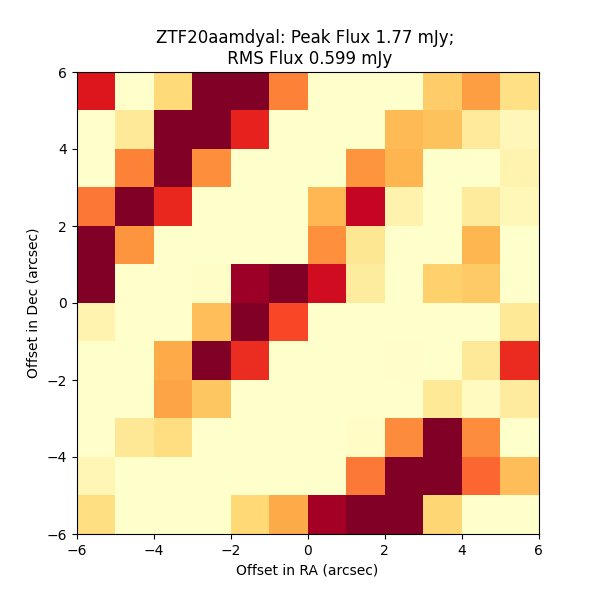 ZTF20aamdyal: Peak Flux 1.77 mJy;
RMS Flux 0.599 mJy
6
4
2
0
−2
−4
−6
Offset in Dec (arcsec)
−6 −4 −2 0 2 4 6
Offset in RA (arcsec)